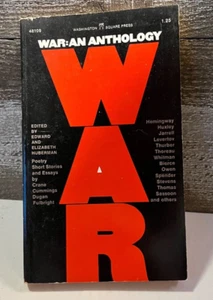 48109
WASHINGTON
SQUARE PRESS
1.25
WAR: AN ANTHOLOGY
WAR
EDITED
BY EDWARD
AND ELIZABETH
HUBERMAN
Poetry
Short Stories
and Essays
by
Crane
Cummings
Dugan
Fulbright
Hemingway
Huxley
Jarrell
Levertov
Thurber
Thoreau
Whitman
Bierce
Owen
Spender
Stevens
Thomas
Sassoon
and others